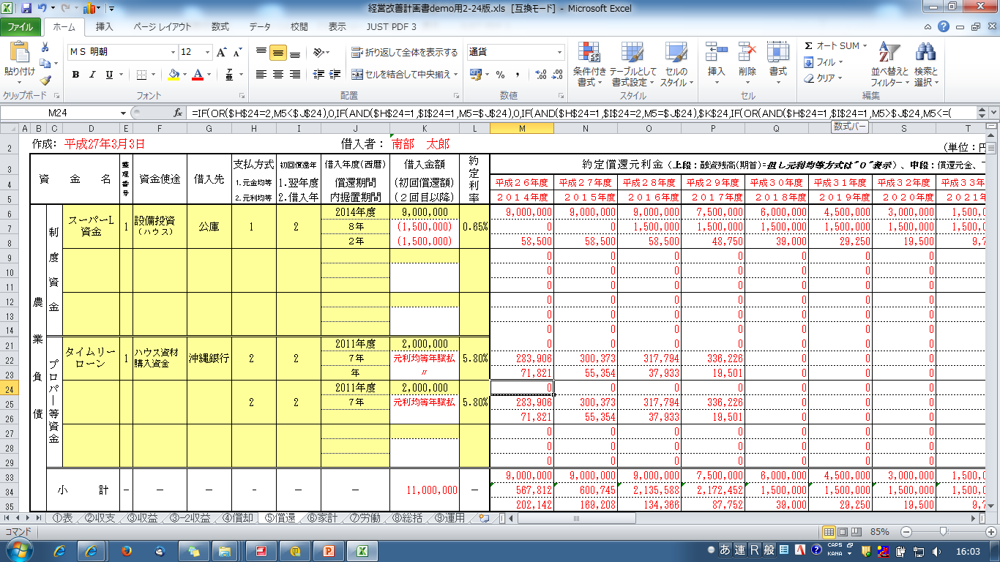 経営改善計画書demo用2-24版.xls [互換モード] - Microsoft Excel
ファイル ホーム 挿入 ページ レイアウト 数式 データ 校閲 表示 JUST PDF 3
ＭＳ 明朝 12 折り返して全体を表示する 通貨 オート SUM
貼り付け セルを結合して中央揃え 条件付き書式 テーブルとして書式設定 セルのスタイル 挿入 削除 書式 フィル クリア 並べ替えとフィルター 検索と選択
クリップボード フォント 配置 数値 スタイル セル 編集
M24 fx =IF(OR($H$24=2,M5<$J$24),0,IF(AND($H$24=1,$I$24=1,M5=$J$24),0,IF(AND($H$24=1,$I$24=2,M5=$J$24),$K$24,IF(OR(AND($H$24=1,$I$24=1,M5>$J$24,M5<=(
数式バー
A B C D E F G H I J K L M N O P Q R S T
2 作成: 平成27年3月3日 借入者： 南部 太郎 （単位：円
3 資 金 名 整理番号 資金使途 借入先 支払方式 初回償還年 借入年度(西暦) 借入金額 約定利率 約定償還元利金（上段：融資残高(期首)=但し元利均等方式は"０"表示）、中段：償還元金、
4 1.元金均等 1.翌年度 償還期間 (初回償還額) 平成２６年度 平成２７年度 平成２８年度 平成２９年度 平成３０年度 平成３１年度 平成３２年度 平成３３年
5 2.元利均等 2.借入年 内据置期間 (２回目以降) ２０１４年度 ２０１５年度 ２０１６年度 ２０１７年度 ２０１８年度 ２０１９年度 ２０２０年度 ２０２１年
農業負債
制度資金
6 スーパーL資金 1 設備投資（ハウス） 公庫 1 2 2014年度 9,000,000 0.65% 9,000,000 9,000,000 9,000,000 7,500,000 6,000,000 4,500,000 3,000,000 1,500,
7 8年 (1,500,000) 0 0 1,500,000 1,500,000 1,500,000 1,500,000 1,500,000 1,500,
8 2年 (1,500,000) 58,500 58,500 58,500 48,750 39,000 29,250 19,500 9,7
9 0 0 0 0 0 0 0
10 0 0 0 0 0 0 0
11 0 0 0 0 0 0 0
12 0 0 0 0 0 0 0
13 0 0 0 0 0 0 0
14 0 0 0 0 0 0 0
プロパー等資金
21 タイムリーローン 1 ハウス資材購入資金 沖縄銀行 2 2 2011年度 2,000,000 5.80% 0 0 0 0 0 0 0
22 7年 元利均等年賦払 283,906 300,373 317,794 336,226 0 0 0
23 年 〃 71,821 55,354 37,933 19,501 0 0 0
24 2 2 2011年度 2,000,000 5.80% 0 0 0 0 0 0 0
25 7年 元利均等年賦払 283,906 300,373 317,794 336,226 0 0 0
26 71,821 55,354 37,933 19,501 0 0 0
27 0 0 0 0 0 0 0
28 0 0 0 0 0 0 0
29 0 0 0 0 0 0 0
33 小 計 － － － － － － 11,000,000 － 9,000,000 9,000,000 9,000,000 7,500,000 6,000,000 4,500,000 3,000,000 1,500,
34 567,812 600,745 2,135,588 2,172,452 1,500,000 1,500,000 1,500,000 1,500,
35 202,142 169,208 134,366 87,752 39,000 29,250 19,500 9,7
①表 ②収支 ③収益 ③-2収益 ④償却 ⑤償還 ⑥家計 ⑦労働 ⑧総括 ⑨運用
コマンド 85%
あ 連 R 般 CAPS KANA 16:03